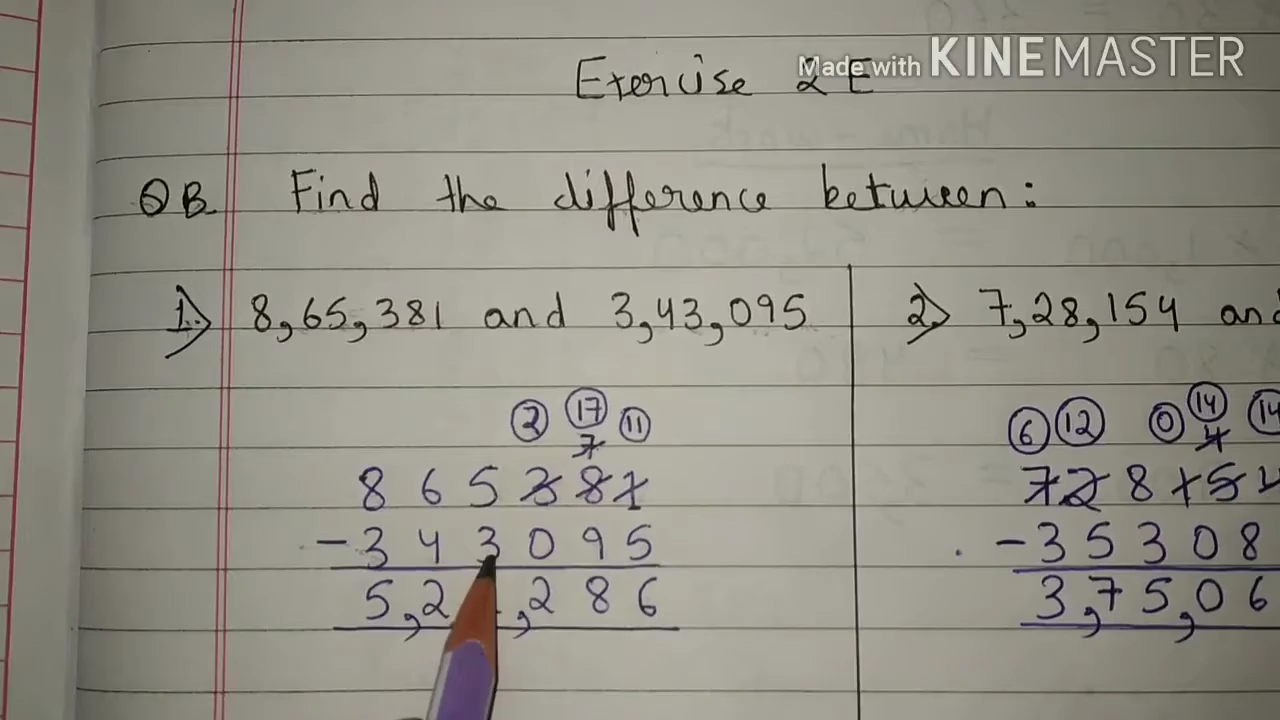 Made with KINEMASTER
Exercise 2 E
Q B. Find the difference between:
1.> 8,65,381 and 3,43,095
2.> 7,28,154 and
2 17 11
7
8 6 5 3 8 1
- 3 4 3 0 9 5
5,2 ,2 8 6
6 12 0 14 14
4
7 2 8 1 5
- 3 5 3 0 8
3,7 5,0 6